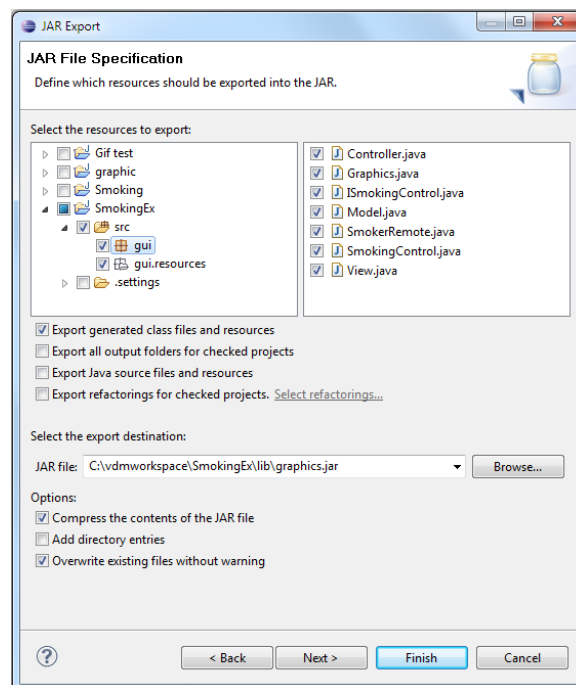 JAR Export
JAR File Specification
Define which resources should be exported into the JAR.
Select the resources to export:
Gif test
graphic
Smoking
SmokingEx
src
gui
gui.resources
.settings
Controller.java
Graphics.java
ISmokingControl.java
Model.java
SmokerRemote.java
SmokingControl.java
View.java
Export generated class files and resources
Export all output folders for checked projects
Export Java source files and resources
Export refactorings for checked projects. Select refactorings...
Select the export destination:
JAR file: C:\vdmworkspace\SmokingEx\lib\graphics.jar Browse...
Options:
Compress the contents of the JAR file
Add directory entries
Overwrite existing files without warning
? < Back Next > Finish Cancel